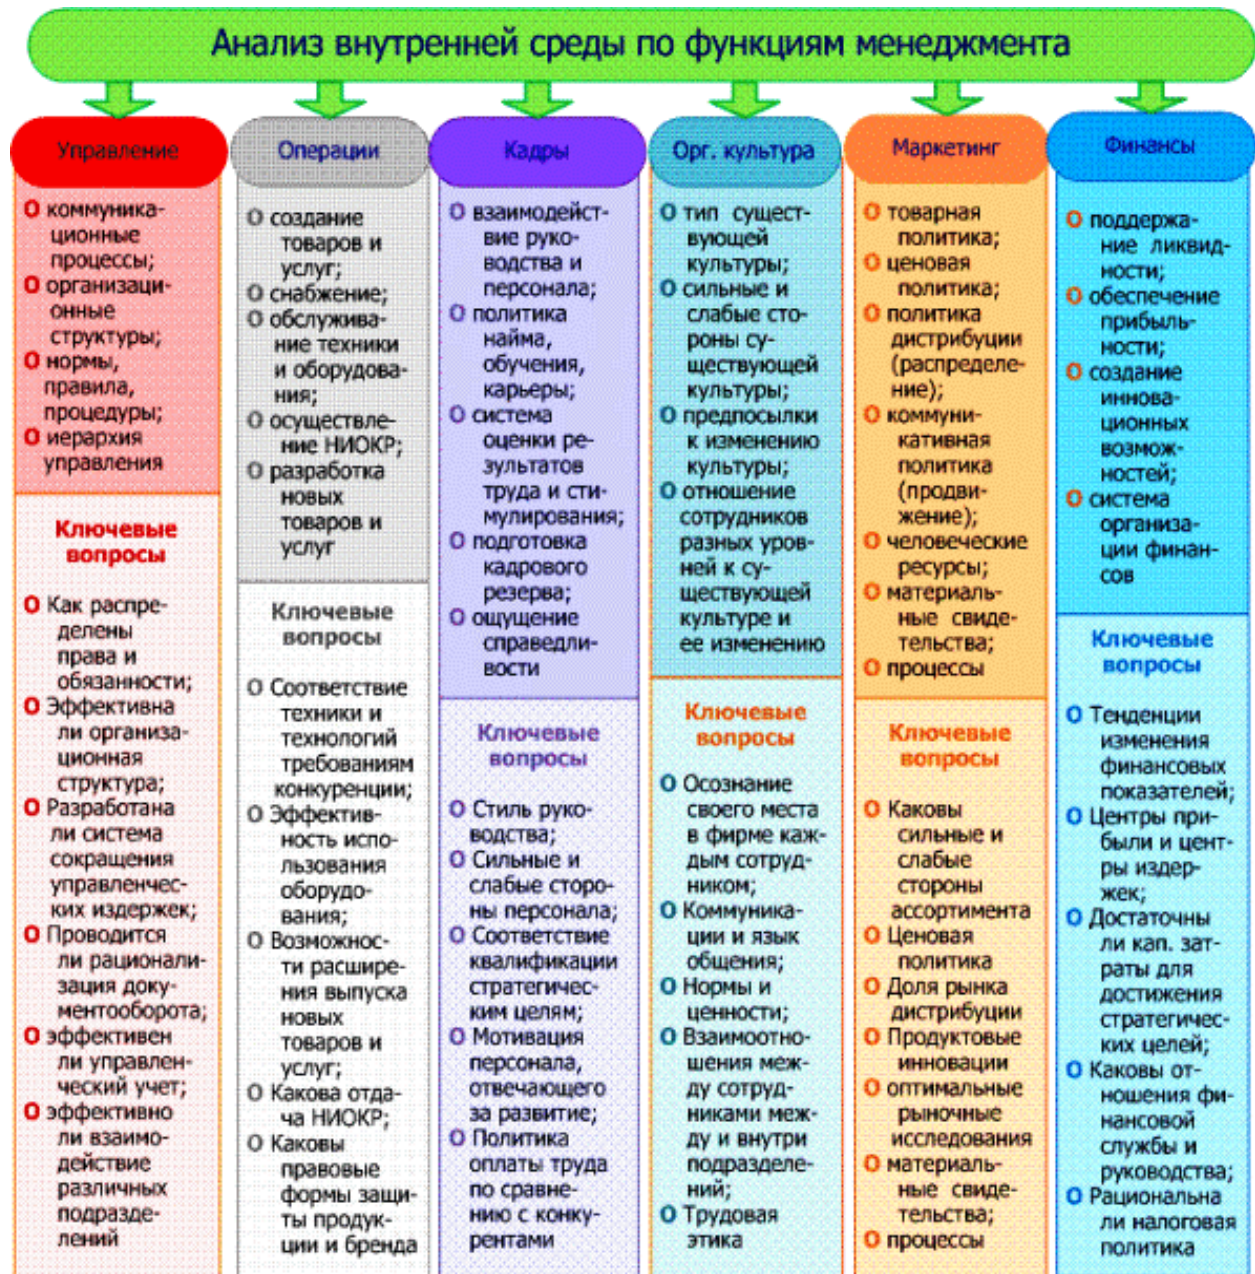 Анализ внутренней среды по функциям менеджмента
Управление
О коммуника-
ционные
процессы;
О организаци-
онные
структуры;
О нормы,
правила,
процедуры;
О иерархия
управления
Ключевые
вопросы
О Как распре-
делены
права и
обязанности;
О Эффективна
ли организа-
ционная
структура;
О Разработана
ли система
сокращения
управленчес-
ких издержек;
О Проводится
ли рационали-
зация доку-
ментооборота;
О эффективен
ли управлен-
ческий учет;
О эффективно
ли взаимо-
действие
различных
подразде-
лений
Операции
О создание
товаров и
услуг;
О снабжение;
О обслужива-
ние техники
и оборудова-
ния;
О осуществле-
ние НИОКР;
О разработка
новых
товаров и
услуг
Ключевые
вопросы
О Соответствие
техники и
технологий
требованиям
конкуренции;
О Эффектив-
ность испо-
льзования
оборудо-
вания;
О Возможнос-
ти расшире-
ния выпуска
новых
товаров и
услуг;
О Какова отда-
ча НИОКР;
О Каковы
правовые
формы защи-
ты продук-
ции и бренда
Кадры
О взаимодейст-
вие руко-
водства и
персонала;
О политика
найма,
обучения,
карьеры;
О система
оценки ре-
зультатов
труда и сти-
мулирования;
О подготовка
кадрового
резерва;
О ощущение
справедли-
вости
Ключевые
вопросы
О Стиль руко-
водства;
О Сильные и
слабые сторо-
ны персонала;
О Соответствие
квалификации
стратегичес-
ким целям;
О Мотивация
персонала,
отвечающего
за развитие;
О Политика
оплаты труда
по сравне-
нию с конку-
рентами
Орг. культура
О тип сущест-
вующей
культуры;
О сильные и
слабые сто-
роны су-
ществующей
культуры;
О предпосылки
к изменению
культуры;
О отношение
сотрудников
разных уров-
ней к су-
ществующей
культуре и
ее изменению
Ключевые
вопросы
О Осознание
своего места
в фирме каж-
дым сотруд-
ником;
О Коммуника-
ции и язык
общения;
О Нормы и
ценности;
О Взаимоотно-
шения меж-
ду сотруд-
никами меж-
ду и внутри
подразделе-
ний;
О Трудовая
этика
Маркетинг
О товарная
политика;
О ценовая
политика;
О политика
дистрибуции
(распределе-
ние);
О коммуни-
кативная
политика
(продви-
жение);
О человеческие
ресурсы;
О материаль-
ные свиде-
тельства;
О процессы
Ключевые
вопросы
О Каковы
сильные и
слабые
стороны
ассортимента
О Ценовая
политика
О Доля рынка
дистрибуции
О Продуктовые
инновации
О оптимальные
рыночные
исследования
О материаль-
ные свиде-
тельства;
О процессы
Финансы
О поддержа-
ние ликвид-
ности;
О обеспечение
прибыль-
ности;
О создание
иннова-
ционных
возмож-
ностей;
О система
организа-
ции финан-
сов
Ключевые
вопросы
О Тенденции
изменения
финансовых
показателей;
О Центры при-
были и цент-
ры издер-
жек;
О Достаточны
ли кап. зат-
раты для
достижения
стратегичес-
ких целей;
О Каковы от-
ношения фи-
нансовой
службы и
руководства;
О Рациональна
ли налоговая
политика